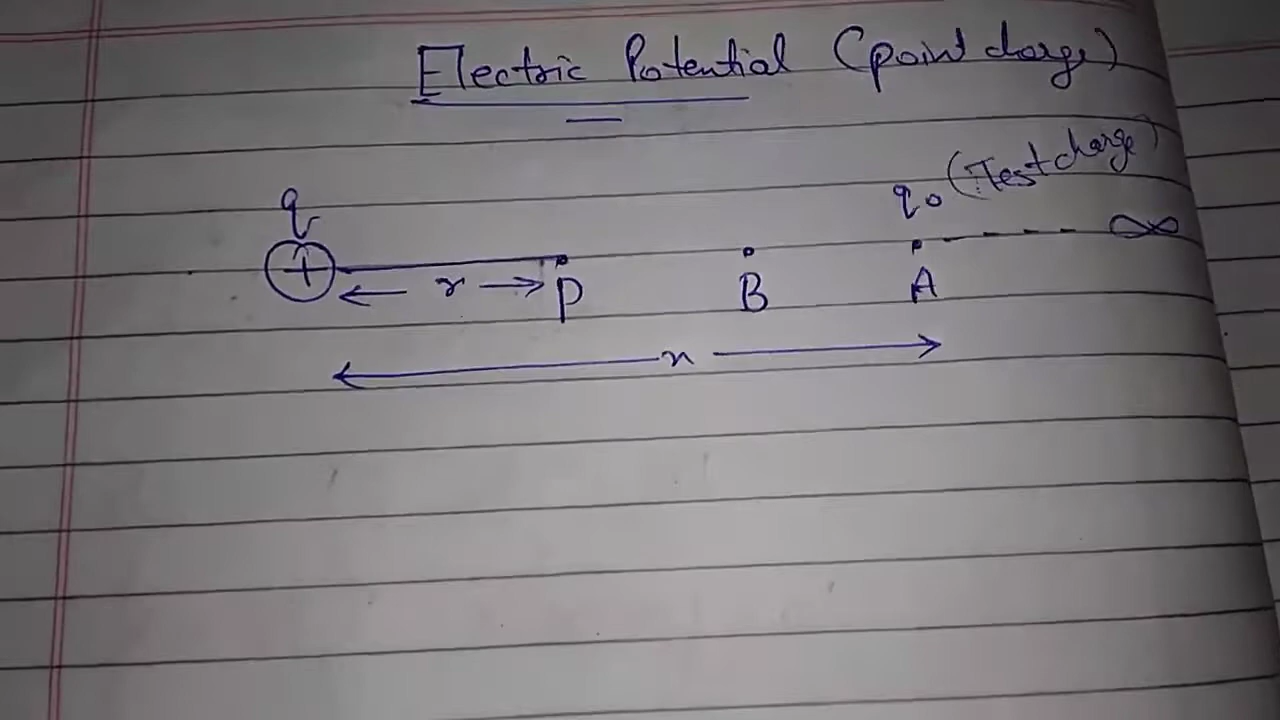 Electric Potential (point charge)
q₀ (Test charge)
q
+ ∞
r P B A
x